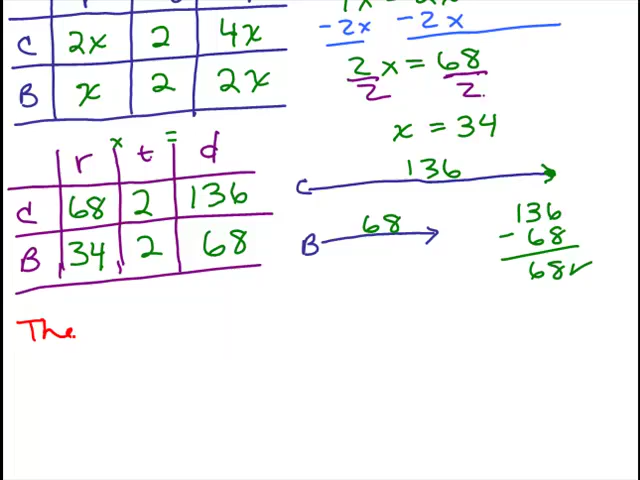 C 2x 2 4x
B x 2 2x
-2x -2x
2x = 68
2 2
x = 34
r x t = d
C 68 2 136
B 34 2 68
C 136
B 68
136
- 68
68 ✓
The